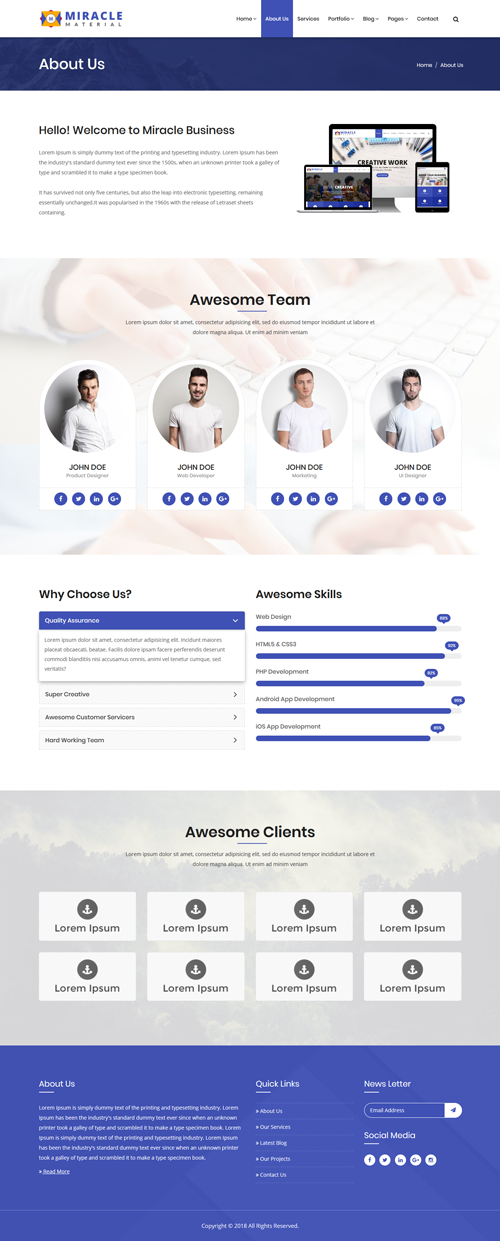 MIRACLE
MATERIAL
Home About Us Services Portfolio Blog Pages Contact
About Us
Home / About Us
Hello! Welcome to Miracle Business
Lorem Ipsum is simply dummy text of the printing and typesetting industry. Lorem Ipsum has been
the industry's standard dummy text ever since the 1500s, when an unknown printer took a galley of
type and scrambled it to make a type specimen book.
It has survived not only five centuries, but also the leap into electronic typesetting, remaining
essentially unchanged.It was popularised in the 1960s with the release of Letraset sheets
containing.
CREATIVE WORK
Awesome Team
Lorem ipsum dolor sit amet, consectetur adipisicing elit, sed do eiusmod tempor incididunt ut labore et
dolore magna aliqua. Ut enim ad minim veniam
JOHN DOE
Product Designer
JOHN DOE
Web Developer
JOHN DOE
Marketing
JOHN DOE
UI Designer
Why Choose Us?
Quality Assurance
Lorem ipsum dolor sit amet, consectetur adipisicing elit. Incidunt maiores
placeat obcaecati, beatae. Facilis dolore ipsam facere perferendis deserunt
commodi blanditiis nisi accusamus omnis, animi vel tenetur cumque, sed
veritatis?
Super Creative
Awesome Customer Servicers
Hard Working Team
Awesome Skills
Web Design
HTML5 & CSS3
PHP Development
Android App Development
iOS App Development
85%
Awesome Clients
Lorem ipsum dolor sit amet, consectetur adipisicing elit, sed do eiusmod tempor incididunt ut labore et
dolore magna aliqua. Ut enim ad minim veniam
Lorem Ipsum
Lorem Ipsum
Lorem Ipsum
Lorem Ipsum
Lorem Ipsum
Lorem Ipsum
Lorem Ipsum
Lorem Ipsum
About Us
Lorem Ipsum is simply dummy text of the printing and typesetting industry. Lorem
Ipsum has been the industry's standard dummy text ever since when an unknown
printer took a galley of type and scrambled it to make a type specimen book. Lorem
Ipsum is simply dummy text of the printing and typesetting industry. Lorem Ipsum
has been the industry's standard dummy text ever since when an unknown printer
took a galley of type and scrambled it to make a type specimen book.
» Read More
Quick Links
» About Us
» Our Services
» Latest Blog
» Our Projects
» Contact Us
News Letter
Email Address
Social Media
Copyright © 2018 All Rights Reserved.